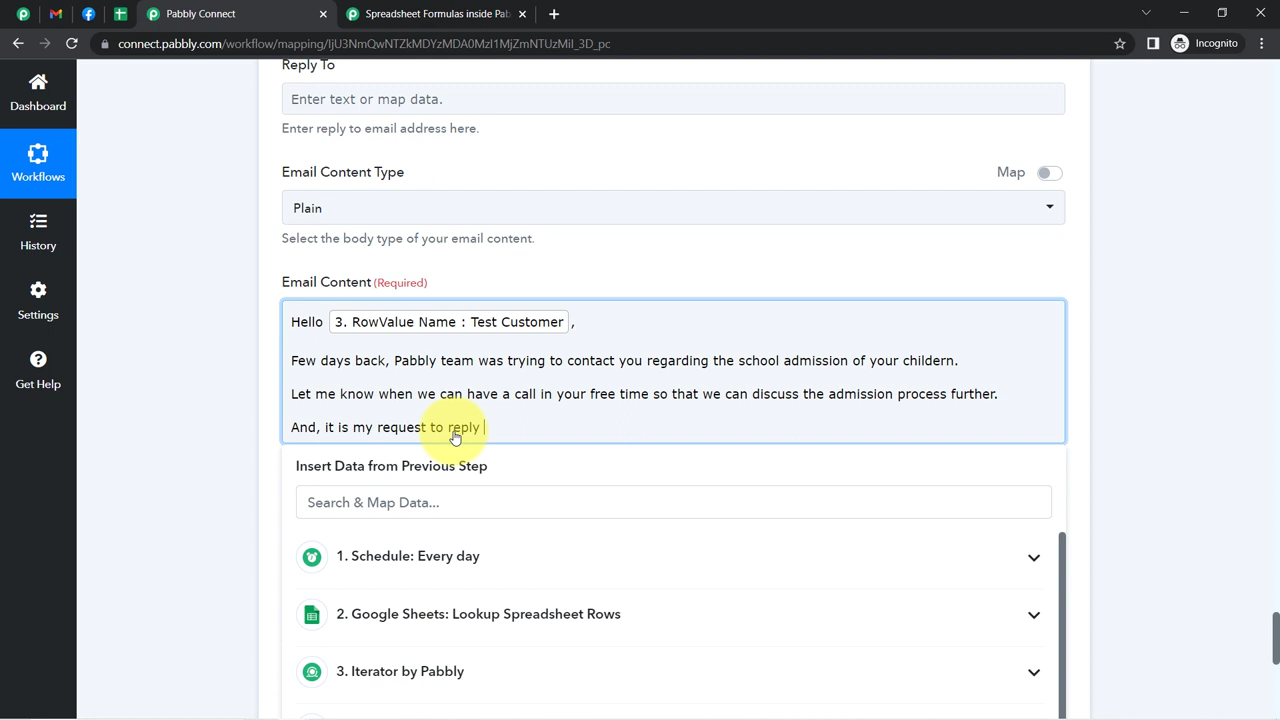 Pabbly Connect
Spreadsheet Formulas inside Pab
connect.pabbly.com/workflow/mapping/IjU3NmQwNTZkMDYzMDA0MzI1MjZmNTUzMiI_3D_pc
Incognito
Dashboard
Workflows
History
Settings
Get Help
Reply To
Enter text or map data.
Enter reply to email address here.
Email Content Type
Map
Plain
Select the body type of your email content.
Email Content (Required)
Hello 3. RowValue Name : Test Customer ,
Few days back, Pabbly team was trying to contact you regarding the school admission of your childern.
Let me know when we can have a call in your free time so that we can discuss the admission process further.
And, it is my request to reply
Insert Data from Previous Step
Search & Map Data...
1. Schedule: Every day
2. Google Sheets: Lookup Spreadsheet Rows
3. Iterator by Pabbly